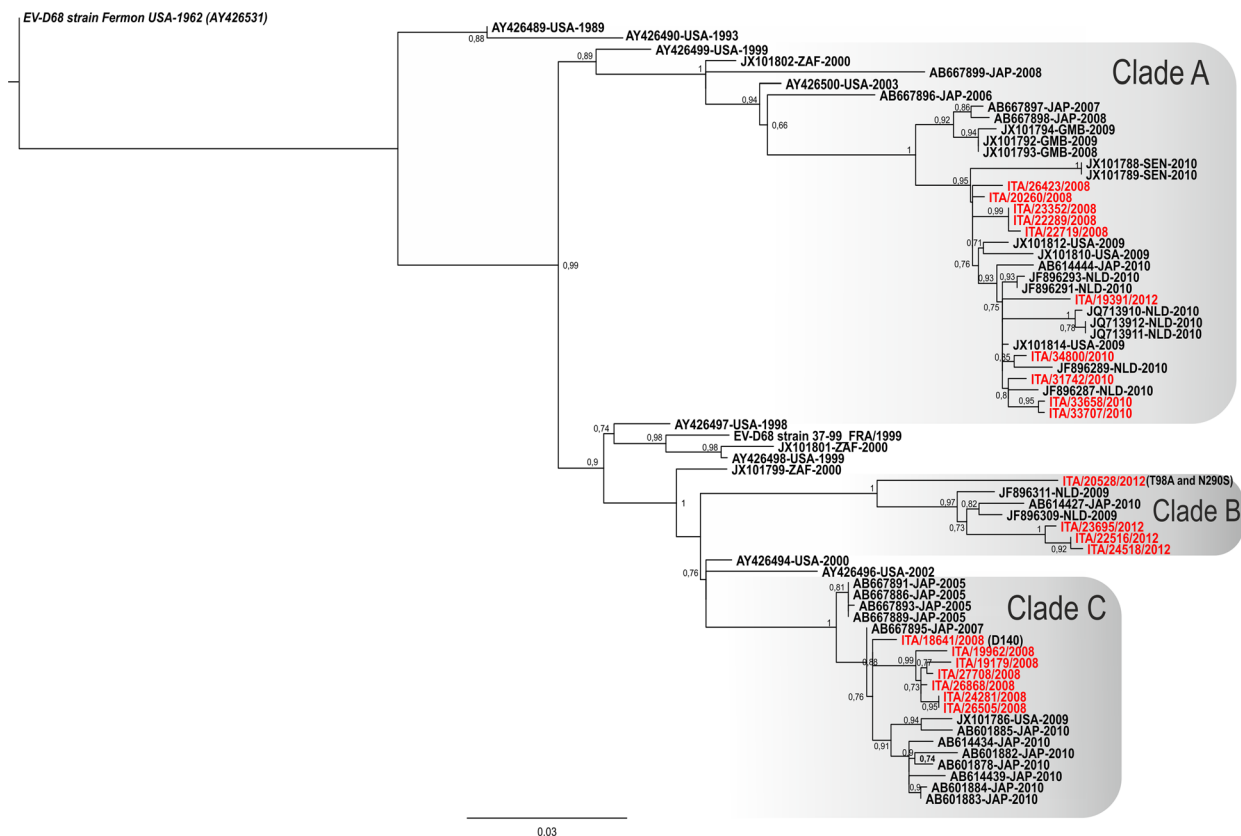 EV-D68 strain Fermon USA-1962 (AY426531)
AY426489-USA-1989
0,88
AY426490-USA-1993
AY426499-USA-1999
0,89
JX101802-ZAF-2000
1
AB667899-JAP-2008
Clade A
AY426500-USA-2003
0,94
AB667896-JAP-2006
0,66
AB667897-JAP-2007
0,86
AB667898-JAP-2008
0,92
JX101794-GMB-2009
0,94
JX101792-GMB-2009
JX101793-GMB-2008
1
JX101788-SEN-2010
1
JX101789-SEN-2010
0,95
ITA/26423/2008
ITA/20260/2008
ITA/23352/2008
0,99
ITA/22289/2008
ITA/22719/2008
JX101812-USA-2009
0,71
JX101810-USA-2009
0,76
AB614444-JAP-2010
0,93
JF896293-NLD-2010
0,93
JF896291-NLD-2010
ITA/19391/2012
0,75
JQ713910-NLD-2010
1
JQ713912-NLD-2010
0,78
JQ713911-NLD-2010
JX101814-USA-2009
ITA/34800/2010
0,85
JF896289-NLD-2010
ITA/31742/2010
JF896287-NLD-2010
0,8
ITA/33658/2010
0,95
ITA/33707/2010
0,99
AY426497-USA-1998
0,74
EV-D68 strain 37-99_FRA/1999
0,98
JX101801-ZAF-2000
0,98
AY426498-USA-1999
0,9
JX101799-ZAF-2000
1
ITA/20528/2012(T98A and N290S)
1
JF896311-NLD-2009
0,97
AB614427-JAP-2010
0,82
JF896309-NLD-2009
Clade B
0,73
ITA/23695/2012
1
ITA/22516/2012
0,92
ITA/24518/2012
AY426494-USA-2000
0,76
AY426496-USA-2002
AB667891-JAP-2005
0,81
AB667886-JAP-2005
AB667893-JAP-2005
AB667889-JAP-2005
Clade C
1
AB667895-JAP-2007
ITA/18641/2008 (D140)
ITA/19962/2008
0,88
0,99
0,77
ITA/19179/2008
ITA/27708/2008
0,73
ITA/26868/2008
0,76
ITA/24281/2008
0,95
ITA/26505/2008
JX101786-USA-2009
0,94
AB601885-JAP-2010
0,91
AB614434-JAP-2010
0,9
AB601882-JAP-2010
0,74
AB601878-JAP-2010
AB614439-JAP-2010
0,9
AB601884-JAP-2010
AB601883-JAP-2010
0.03